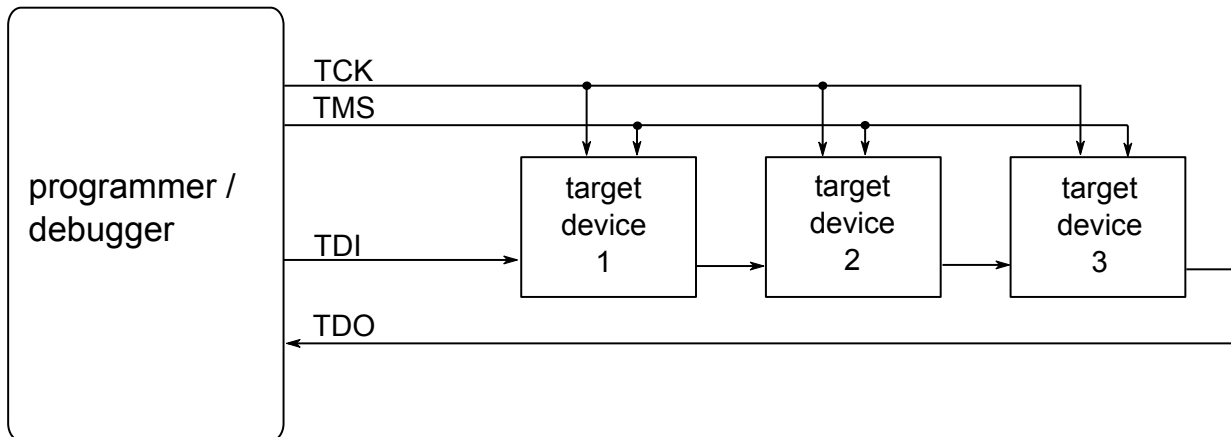 TCK
TMS
programmer /
debugger
TDI
TDO
target
device
1
target
device
2
target
device
3